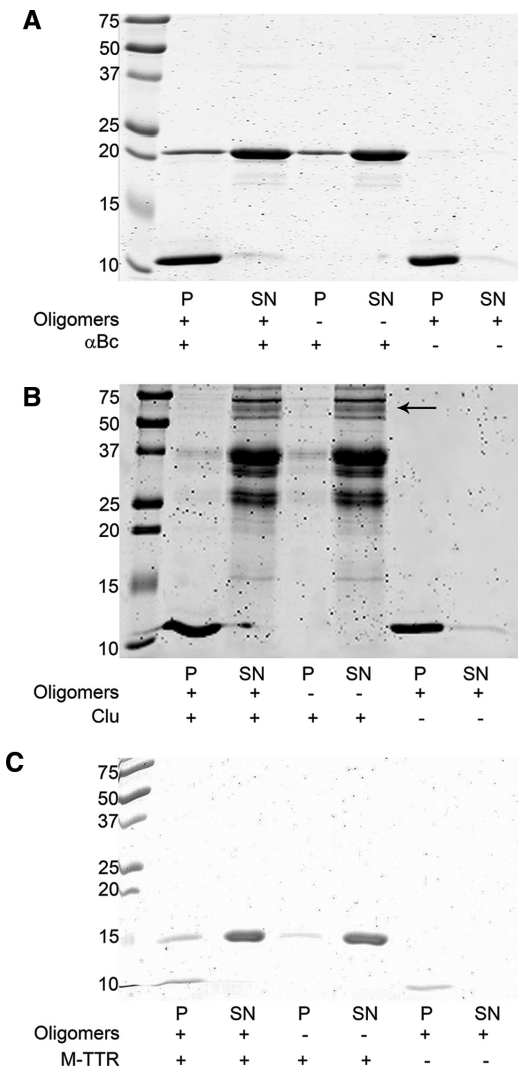 A
75
50
37
25
20
15
10
P SN P SN P SN
Oligomers + + - - + +
αBc + + + + - -
B
75
50
37
25
20
15
10
P SN P SN P SN
Oligomers + + - - + +
Clu + + + + - -
C
75
50
37
25
20
15
10
P SN P SN P SN
Oligomers + + - - + +
M-TTR + + + + - -